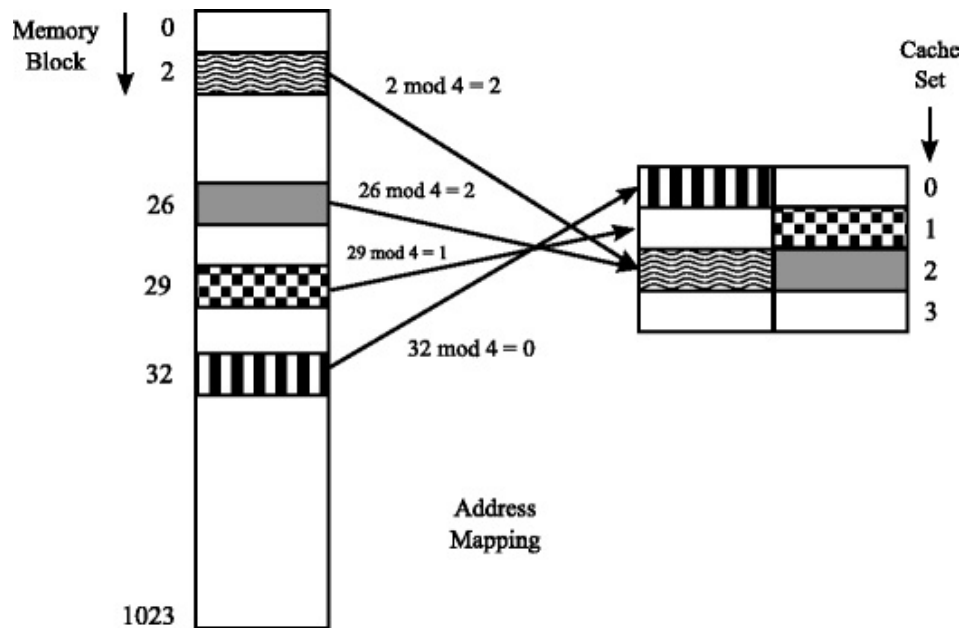 Memory
Block
0
2
26
29
32
1023
2 mod 4 = 2
26 mod 4 = 2
29 mod 4 = 1
32 mod 4 = 0
Address
Mapping
Cache
Set
0
1
2
3